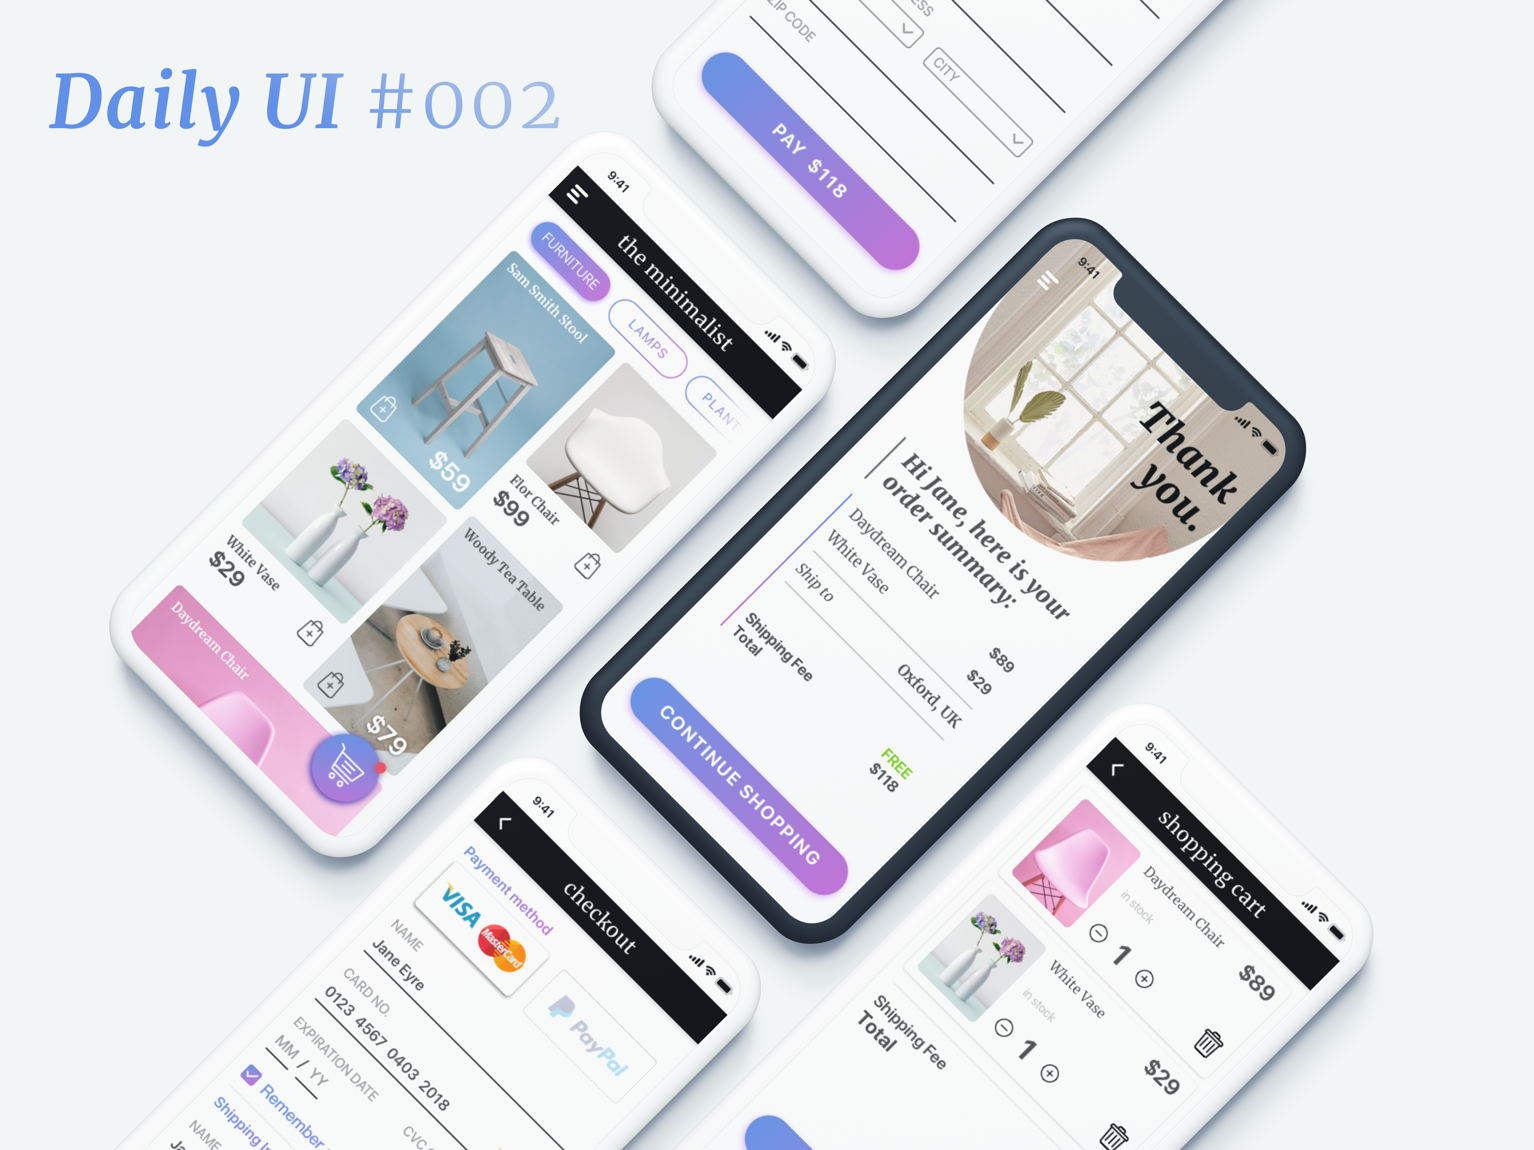 Daily UI #002
ZIP CODE
CITY
PAY $118
9:41
the minimalist
FURNITURE
LAMPS
PLANT
Sam Smith Stool
$59
Flor Chair
$99
White Vase
$29
Woody Tea Table
$79
Daydream Chair
9:41
Thank
you.
Hi Jane, here is your
order summary:
Daydream Chair
$89
White Vase
$29
Ship to
Oxford, UK
Shipping Fee
FREE
Total
$118
CONTINUE SHOPPING
9:41
checkout
Payment method
VISA
MasterCard
PayPal
NAME
Jane Eyre
CARD NO.
0123 4567 0403 2018
EXPIRATION DATE
MM / YY
CVC
Remember
Shipping
NAME
9:41
shopping cart
Daydream Chair
in stock
1
$89
White Vase
in stock
1
$29
Shipping Fee
Total